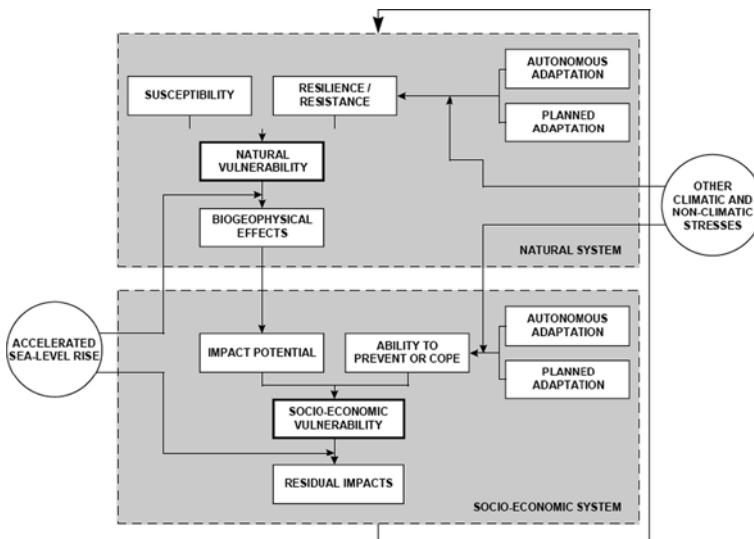 AUTONOMOUS
ADAPTATION
SUSCEPTIBILITY
RESILIENCE /
RESISTANCE
PLANNED
ADAPTATION
NATURAL
VULNERABILITY
OTHER
CLIMATIC AND
NON-CLIMATIC
STRESSES
BIOGEOPHYSICAL
EFFECTS
NATURAL SYSTEM
ACCELERATED
SEA-LEVEL RISE
IMPACT POTENTIAL
ABILITY TO
PREVENT OR COPE
AUTONOMOUS
ADAPTATION
PLANNED
ADAPTATION
SOCIO-ECONOMIC
VULNERABILITY
RESIDUAL IMPACTS
SOCIO-ECONOMIC SYSTEM